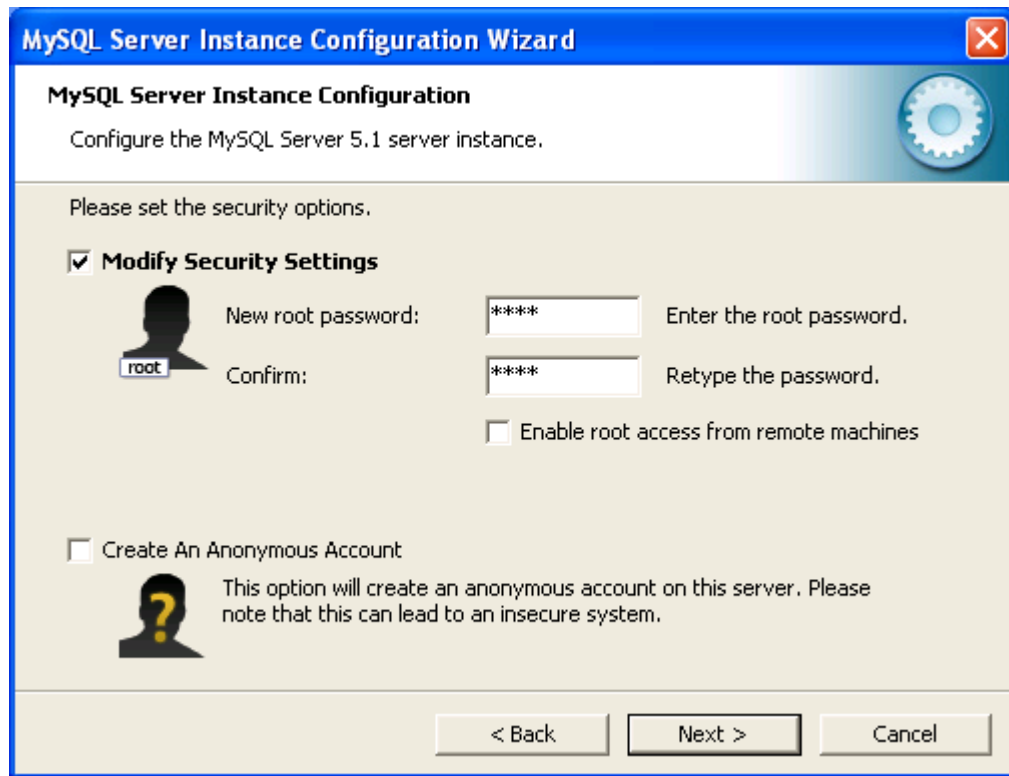 MySQL Server Instance Configuration Wizard
MySQL Server Instance Configuration
Configure the MySQL Server 5.1 server instance.
Please set the security options.
Modify Security Settings
root
New root password: **** Enter the root password.
Confirm: **** Retype the password.
Enable root access from remote machines
Create An Anonymous Account
?
This option will create an anonymous account on this server. Please
note that this can lead to an insecure system.
< Back Next > Cancel